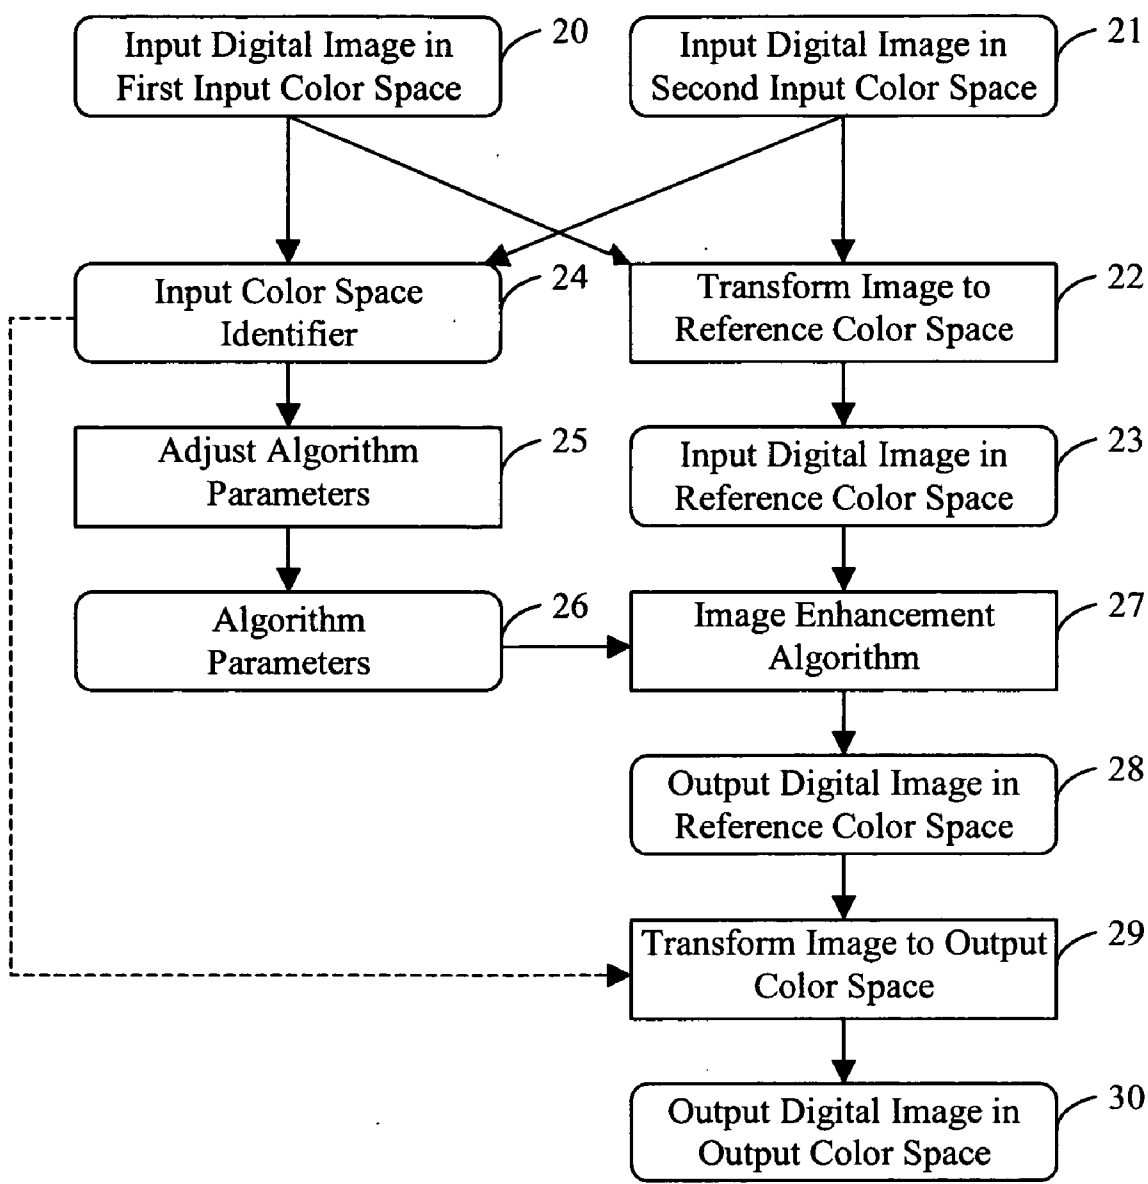 Input Digital Image in
First Input Color Space
20
Input Digital Image in
Second Input Color Space
21
Input Color Space
Identifier
24
Transform Image to
Reference Color Space
22
Adjust Algorithm
Parameters
25
Input Digital Image in
Reference Color Space
23
Algorithm
Parameters
26
Image Enhancement
Algorithm
27
Output Digital Image in
Reference Color Space
28
Transform Image to Output
Color Space
29
Output Digital Image in
Output Color Space
30